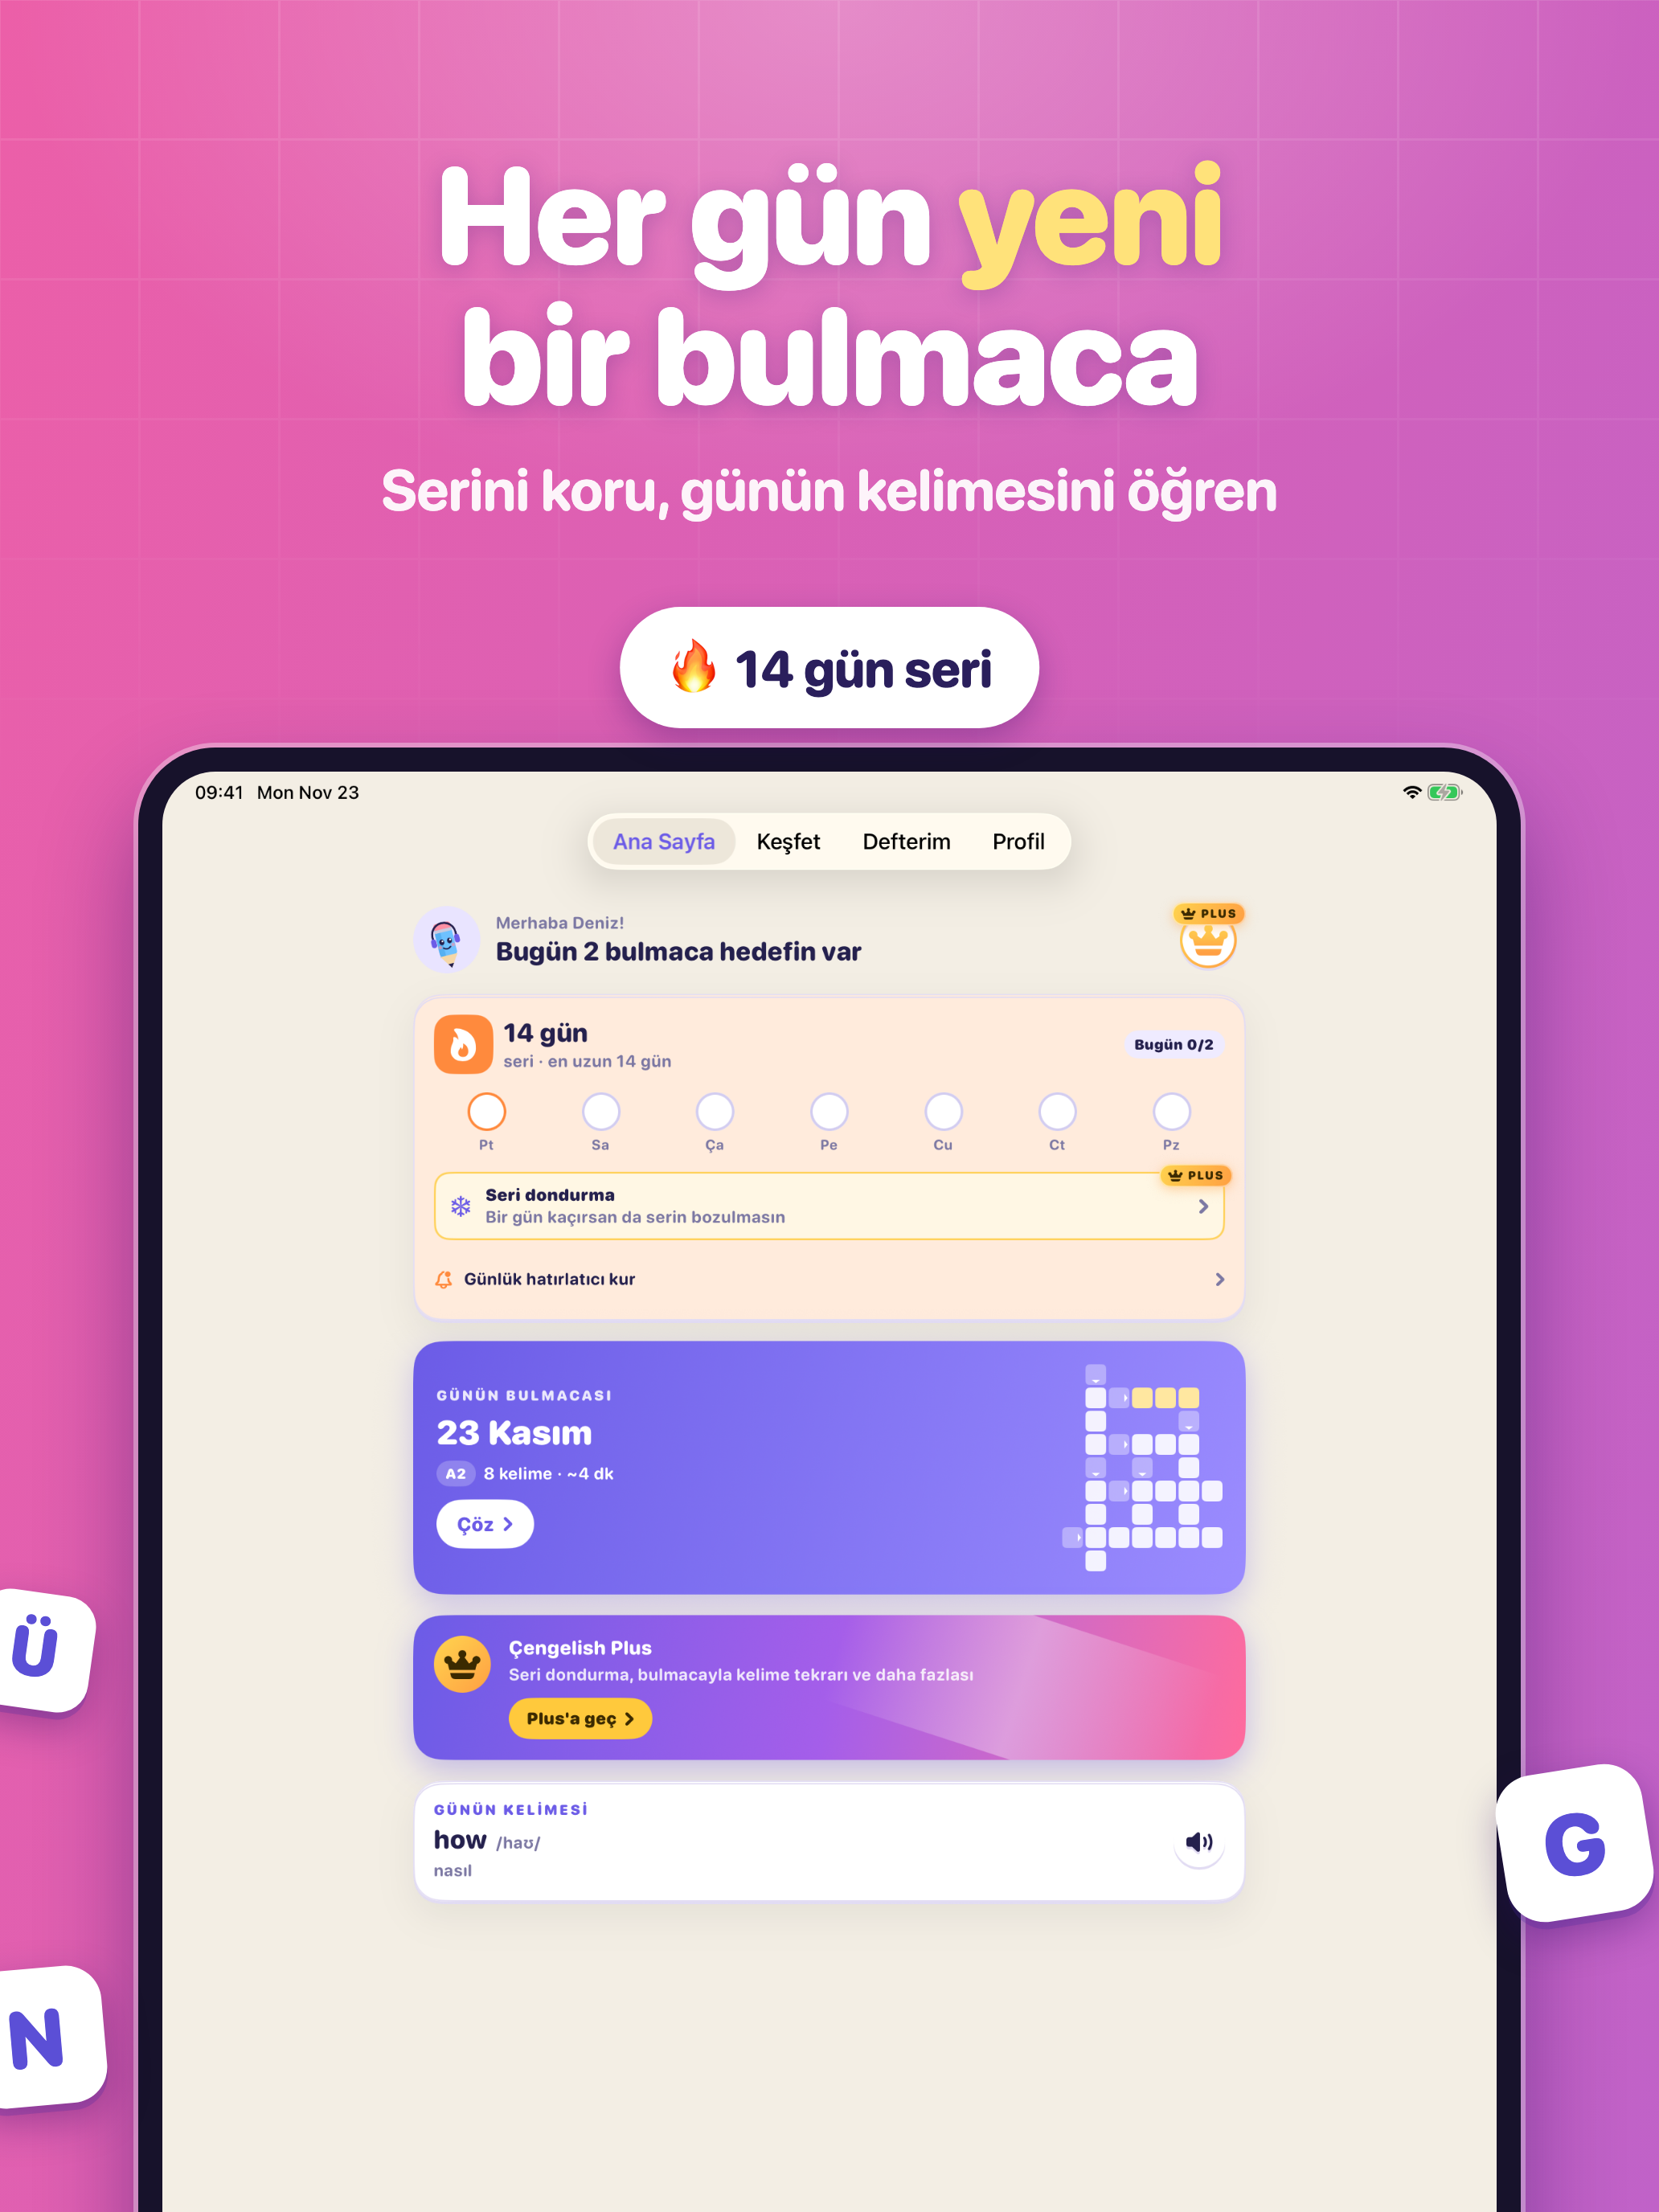 Her gün yeni
bir bulmaca
Serini koru, günün kelimesini öğren
🔥 14 gün seri
09:41 Mon Nov 23
Ana Sayfa Keşfet Defterim Profil
Merhaba Deniz!
Bugün 2 bulmaca hedefin var
PLUS
14 gün
seri · en uzun 14 gün
Bugün 0/2
Pt Sa Ça Pe Cu Ct Pz
PLUS
Seri dondurma
Bir gün kaçırsan da serin bozulmasın
Günlük hatırlatıcı kur
GÜNÜN BULMACASI
23 Kasım
A2 8 kelime · ~4 dk
Çöz
Çengelish Plus
Seri dondurma, bulmacayla kelime tekrarı ve daha fazlası
Plus'a geç
GÜNÜN KELİMESİ
how /haʊ/
nasıl
Ü
G
N